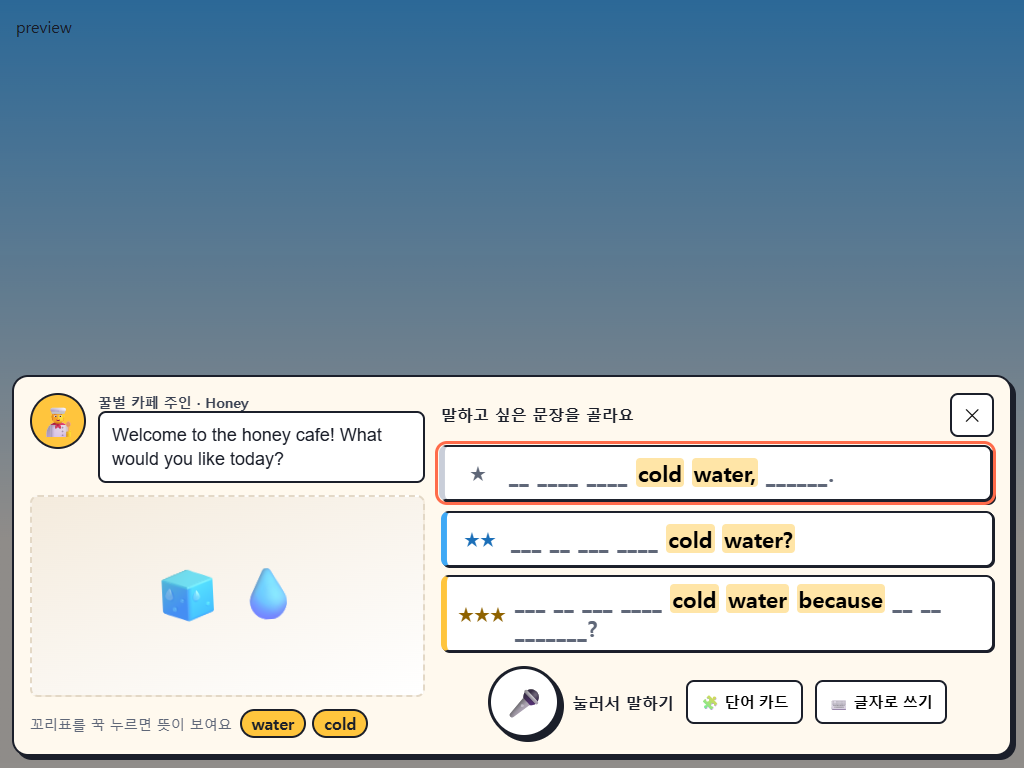 preview
꿀벌 카페 주인 · Honey
Welcome to the honey cafe! What
would you like today?
꼬리표를 꾹 누르면 뜻이 보여요 water cold
말하고 싶은 문장을 골라요
★ __ ____ ____ cold water, ______.
★★ ___ __ ___ ____ cold water?
★★★ ___ __ ___ ____ cold water because __ __
_______?
눌러서 말하기 단어 카드 글자로 쓰기